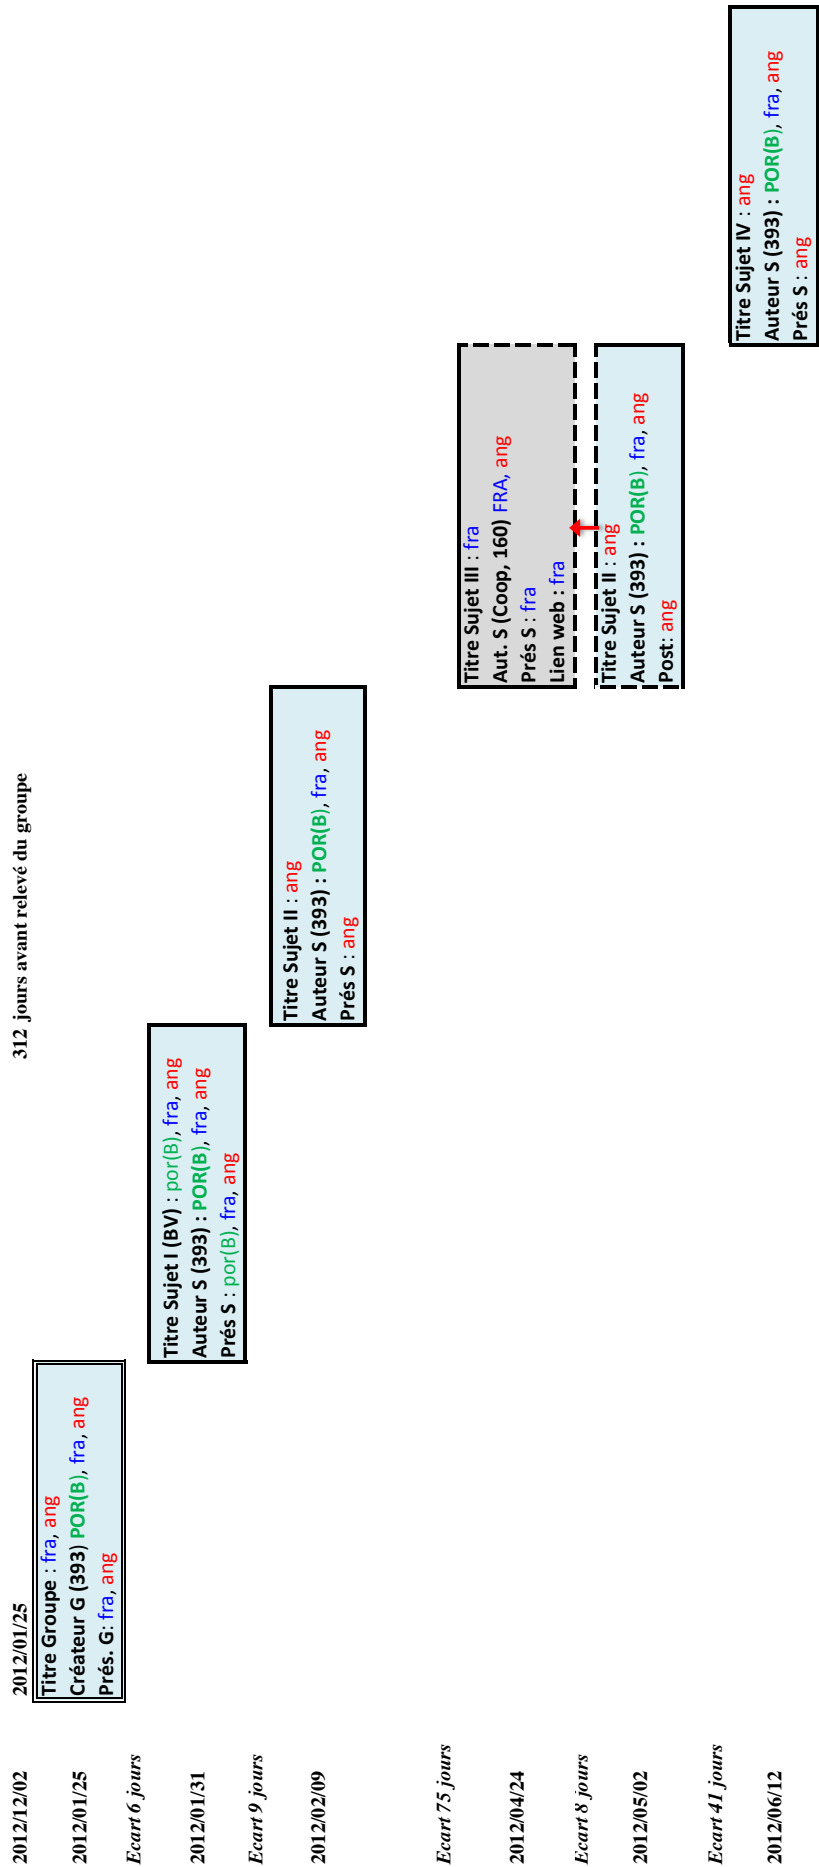 2012/12/02 2012/01/25 312 jours avant relevé du groupe
2012/01/25
Titre Groupe : fra, ang
Créateur G (393) POR(B), fra, ang
Prés. G: fra, ang
Ecart 6 jours
2012/01/31
Titre Sujet I (BV) : por(B), fra, ang
Auteur S (393) : POR(B), fra, ang
Prés S : por(B), fra, ang
Ecart 9 jours
2012/02/09
Titre Sujet II : ang
Auteur S (393) : POR(B), fra, ang
Prés S : ang
Ecart 75 jours
2012/04/24
Titre Sujet III : fra
Aut. S (Coop, 160) FRA, ang
Prés S : fra
Lien web : fra
Ecart 8 jours
2012/05/02
Titre Sujet II : ang
Auteur S (393) : POR(B), fra, ang
Post: ang
Ecart 41 jours
2012/06/12
Titre Sujet IV : ang
Auteur S (393) : POR(B), fra, ang
Prés S : ang